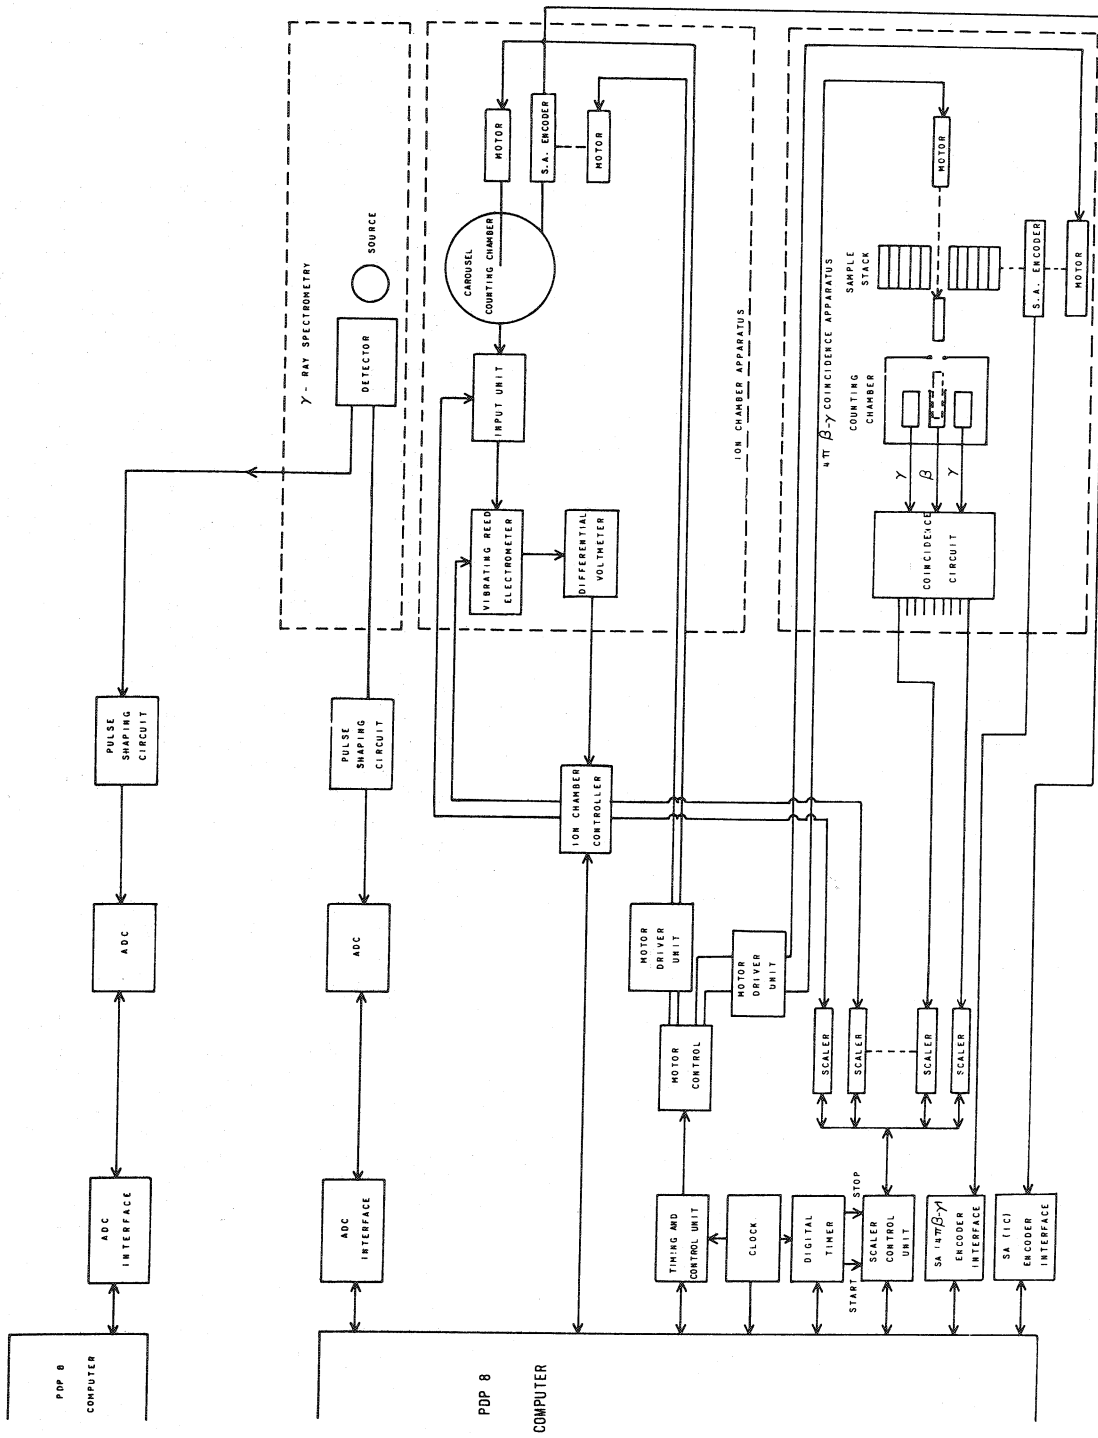 γ - RAY SPECTROMETRY
SOURCE
DETECTOR
PULSE
SHAPING
CIRCUIT
ADC
ADC
INTERFACE
PDP 8
COMPUTER
PULSE
SHAPING
CIRCUIT
ADC
ADC
INTERFACE
PDP 8
COMPUTER
ION CHAMBER APPARATUS
MOTOR
S.A. ENCODER
MOTOR
CAROUSEL
COUNTING CHAMBER
INPUT UNIT
VIBRATING REED
ELECTROMETER
DIFFERENTIAL
VOLTMETER
ION CHAMBER
CONTROLLER
4π β-γ COINCIDENCE APPARATUS
MOTOR
SAMPLE
STACK
S.A. ENCODER
MOTOR
COUNTING
CHAMBER
γ
β
γ
COINCIDENCE
CIRCUIT
MOTOR
DRIVER
UNIT
MOTOR
DRIVER
UNIT
MOTOR
CONTROL
SCALER
SCALER
SCALER
SCALER
TIMING AND
CONTROL UNIT
CLOCK
DIGITAL
TIMER
START
STOP
SCALER
CONTROL
UNIT
SA (4πβ-γ)
ENCODER
INTERFACE
SA (IC)
ENCODER
INTERFACE